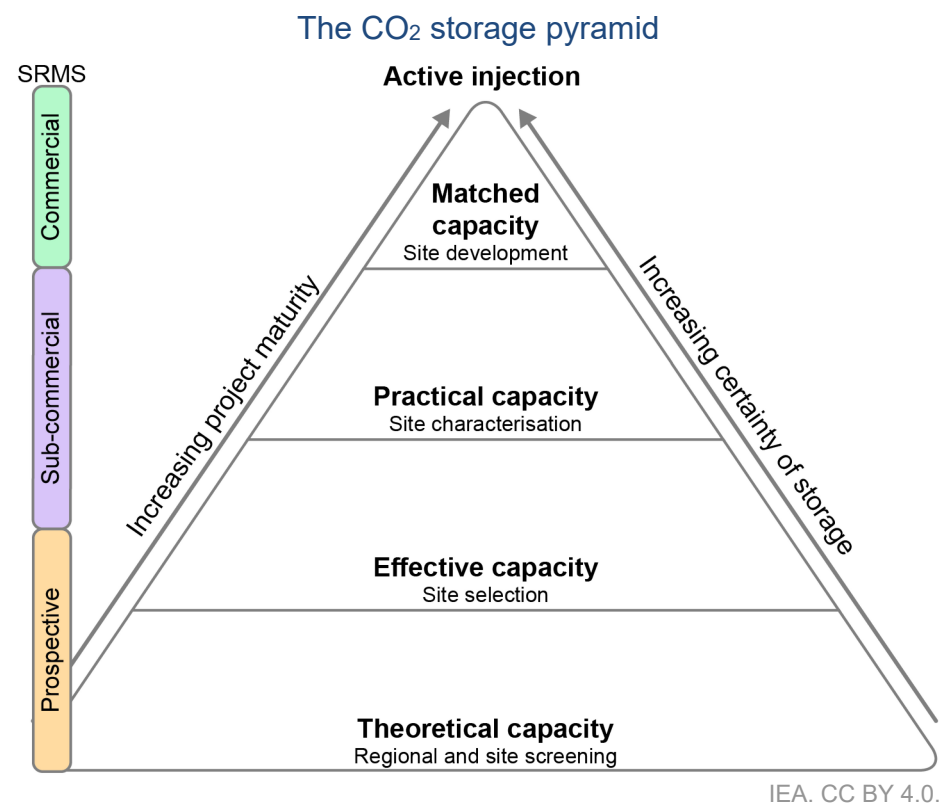 The CO₂ storage pyramid
SRMS
Active injection
Commercial
Matched
capacity
Site development
Increasing project maturity
Increasing certainty of storage
Sub-commercial
Practical capacity
Site characterisation
Effective capacity
Site selection
Prospective
Theoretical capacity
Regional and site screening
IEA. CC BY 4.0.